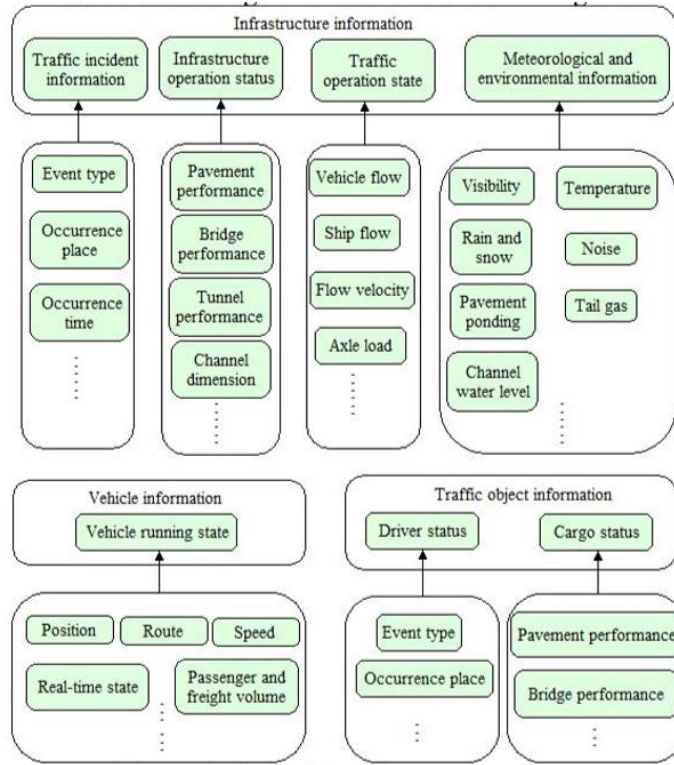 Infrastructure information
Traffic incident
information
Infrastructure
operation status
Traffic
operation state
Meteorological and
environmental information
Event type
Occurrence
place
Occurrence
time
Pavement
performance
Bridge
performance
Tunnel
performance
Channel
dimension
Vehicle flow
Ship flow
Flow velocity
Axle load
Visibility
Rain and
snow
Pavement
ponding
Channel
water level
Temperature
Noise
Tail gas
Vehicle information
Vehicle running state
Position
Route
Speed
Real-time state
Passenger and
freight volume
Traffic object information
Driver status
Cargo status
Event type
Occurrence place
Pavement performance
Bridge performance